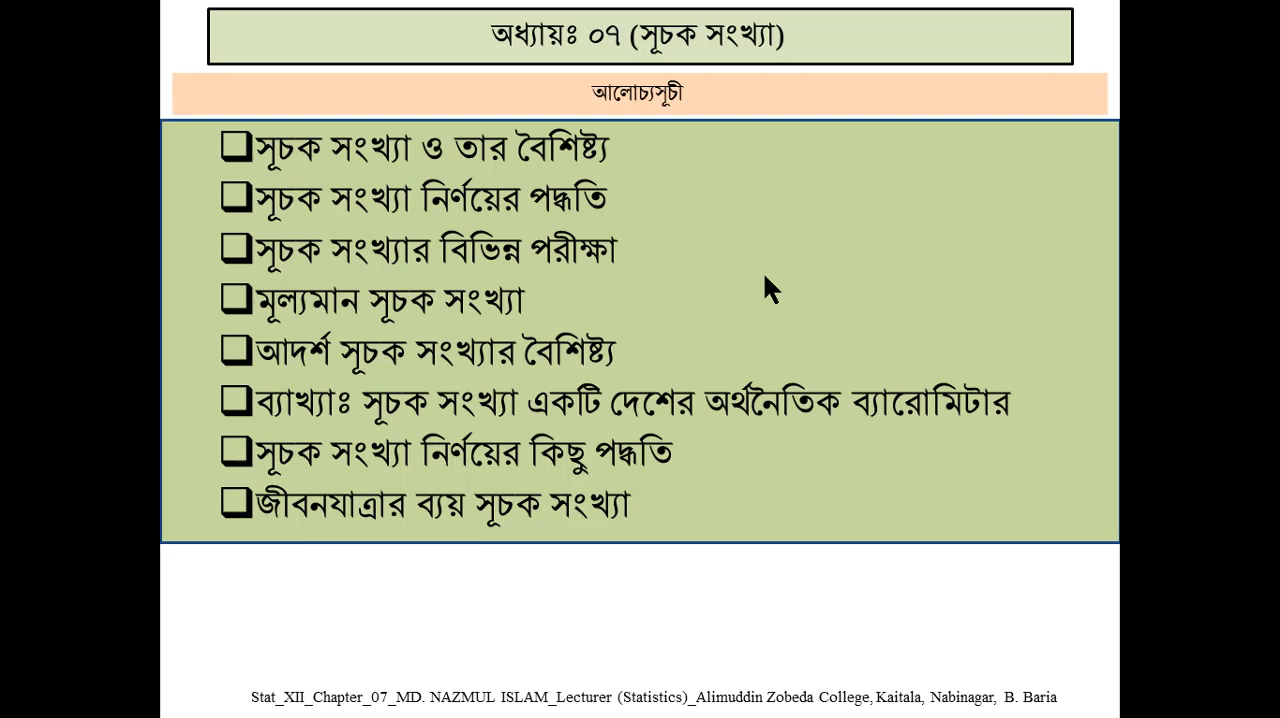 অধ্যায়ঃ ০৭ (সূচক সংখ্যা)
আলোচ্যসূচী
❑সূচক সংখ্যা ও তার বৈশিষ্ট্য
❑সূচক সংখ্যা নির্ণয়ের পদ্ধতি
❑সূচক সংখ্যার বিভিন্ন পরীক্ষা
❑মূল্যমান সূচক সংখ্যা
❑আদর্শ সূচক সংখ্যার বৈশিষ্ট্য
❑ব্যাখ্যাঃ সূচক সংখ্যা একটি দেশের অর্থনৈতিক ব্যারোমিটার
❑সূচক সংখ্যা নির্ণয়ের কিছু পদ্ধতি
❑জীবনযাত্রার ব্যয় সূচক সংখ্যা
Stat_XII_Chapter_07_MD. NAZMUL ISLAM_Lecturer (Statistics)_Alimuddin Zobeda College, Kaitala, Nabinagar, B. Baria